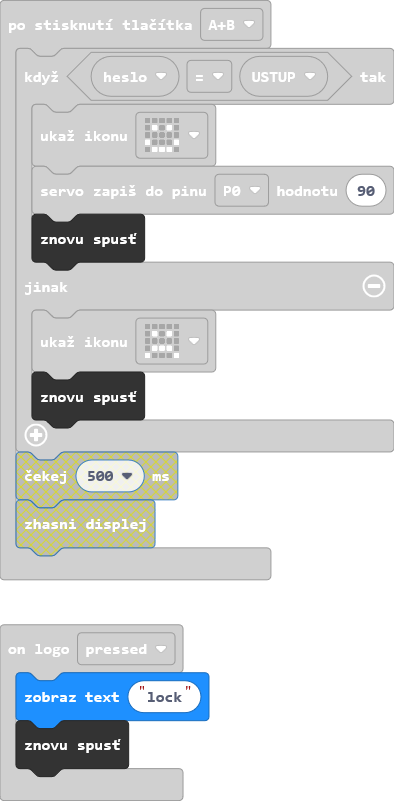 po stisknutí tlačítka A+B
když heslo = USTUP tak
ukaž ikonu
servo zapiš do pinu P0 hodnotu 90
znovu spusť
jinak
ukaž ikonu
znovu spusť
čekej 500 ms
zhasni displej
on logo pressed
zobraz text "lock"
znovu spusť